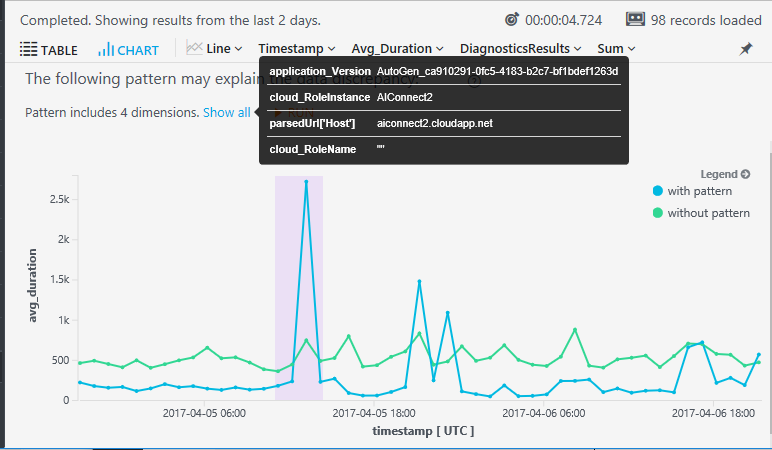 Completed. Showing results from the last 2 days. 00:00:04.724 98 records loaded
TABLE CHART Line Timestamp Avg_Duration DiagnosticsResults Sum
The following pattern may explain the data discrepancy.
application_Version AutoGen_ca910291-0fc5-4183-b2c7-bf1bdef1263d
cloud_RoleInstance AIConnect2
Pattern includes 4 dimensions. Show all
parsedUrl['Host'] aiconnect2.cloudapp.net
cloud_RoleName ""
Legend
with pattern
without pattern
avg_duration
2.5k
2k
1.5k
1k
500
0
2017-04-05 06:00 2017-04-05 18:00 2017-04-06 06:00 2017-04-06 18:00
timestamp [ UTC ]